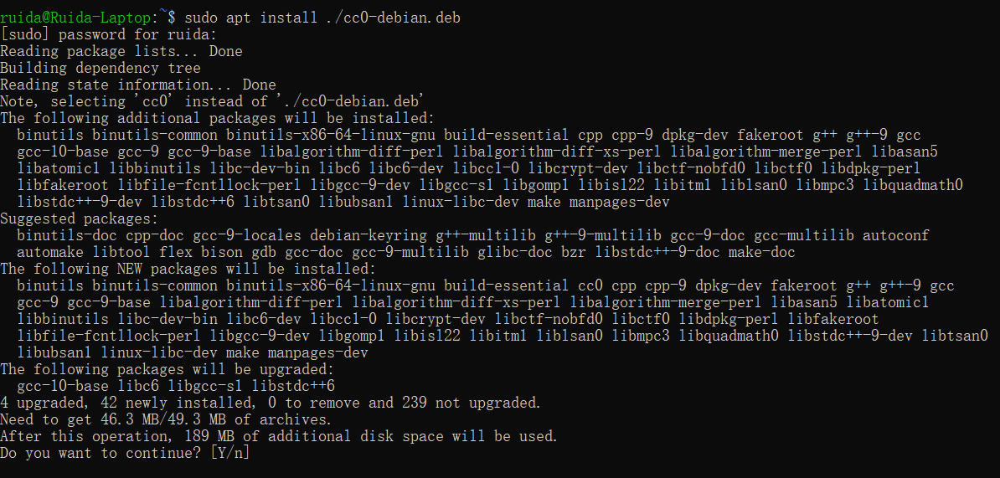 ruida@Ruida-Laptop:~$ sudo apt install ./cc0-debian.deb
[sudo] password for ruida:
Reading package lists... Done
Building dependency tree
Reading state information... Done
Note, selecting 'cc0' instead of './cc0-debian.deb'
The following additional packages will be installed:
  binutils binutils-common binutils-x86-64-linux-gnu build-essential cpp cpp-9 dpkg-dev fakeroot g++ g++-9 gcc
  gcc-10-base gcc-9 gcc-9-base libalgorithm-diff-perl libalgorithm-diff-xs-perl libalgorithm-merge-perl libasan5
  libatomic1 libbinutils libc-dev-bin libc6 libc6-dev libcc1-0 libcrypt-dev libctf-nobfd0 libctf0 libdpkg-perl
  libfakeroot libfile-fcntllock-perl libgcc-9-dev libgcc-s1 libgomp1 libisl22 libitm1 liblsan0 libmpc3 libquadmath0
  libstdc++-9-dev libstdc++6 libtsan0 libubsan1 linux-libc-dev make manpages-dev
Suggested packages:
  binutils-doc cpp-doc gcc-9-locales debian-keyring g++-multilib g++-9-multilib gcc-9-doc gcc-multilib autoconf
  automake libtool flex bison gdb gcc-doc gcc-9-multilib glibc-doc bzr libstdc++-9-doc make-doc
The following NEW packages will be installed:
  binutils binutils-common binutils-x86-64-linux-gnu build-essential cc0 cpp cpp-9 dpkg-dev fakeroot g++ g++-9 gcc
  gcc-9 gcc-9-base libalgorithm-diff-perl libalgorithm-diff-xs-perl libalgorithm-merge-perl libasan5 libatomic1
  libbinutils libc-dev-bin libc6-dev libcc1-0 libcrypt-dev libctf-nobfd0 libctf0 libdpkg-perl libfakeroot
  libfile-fcntllock-perl libgcc-9-dev libgomp1 libisl22 libitm1 liblsan0 libmpc3 libquadmath0 libstdc++-9-dev libtsan0
  libubsan1 linux-libc-dev make manpages-dev
The following packages will be upgraded:
  gcc-10-base libc6 libgcc-s1 libstdc++6
4 upgraded, 42 newly installed, 0 to remove and 239 not upgraded.
Need to get 46.3 MB/49.3 MB of archives.
After this operation, 189 MB of additional disk space will be used.
Do you want to continue? [Y/n]